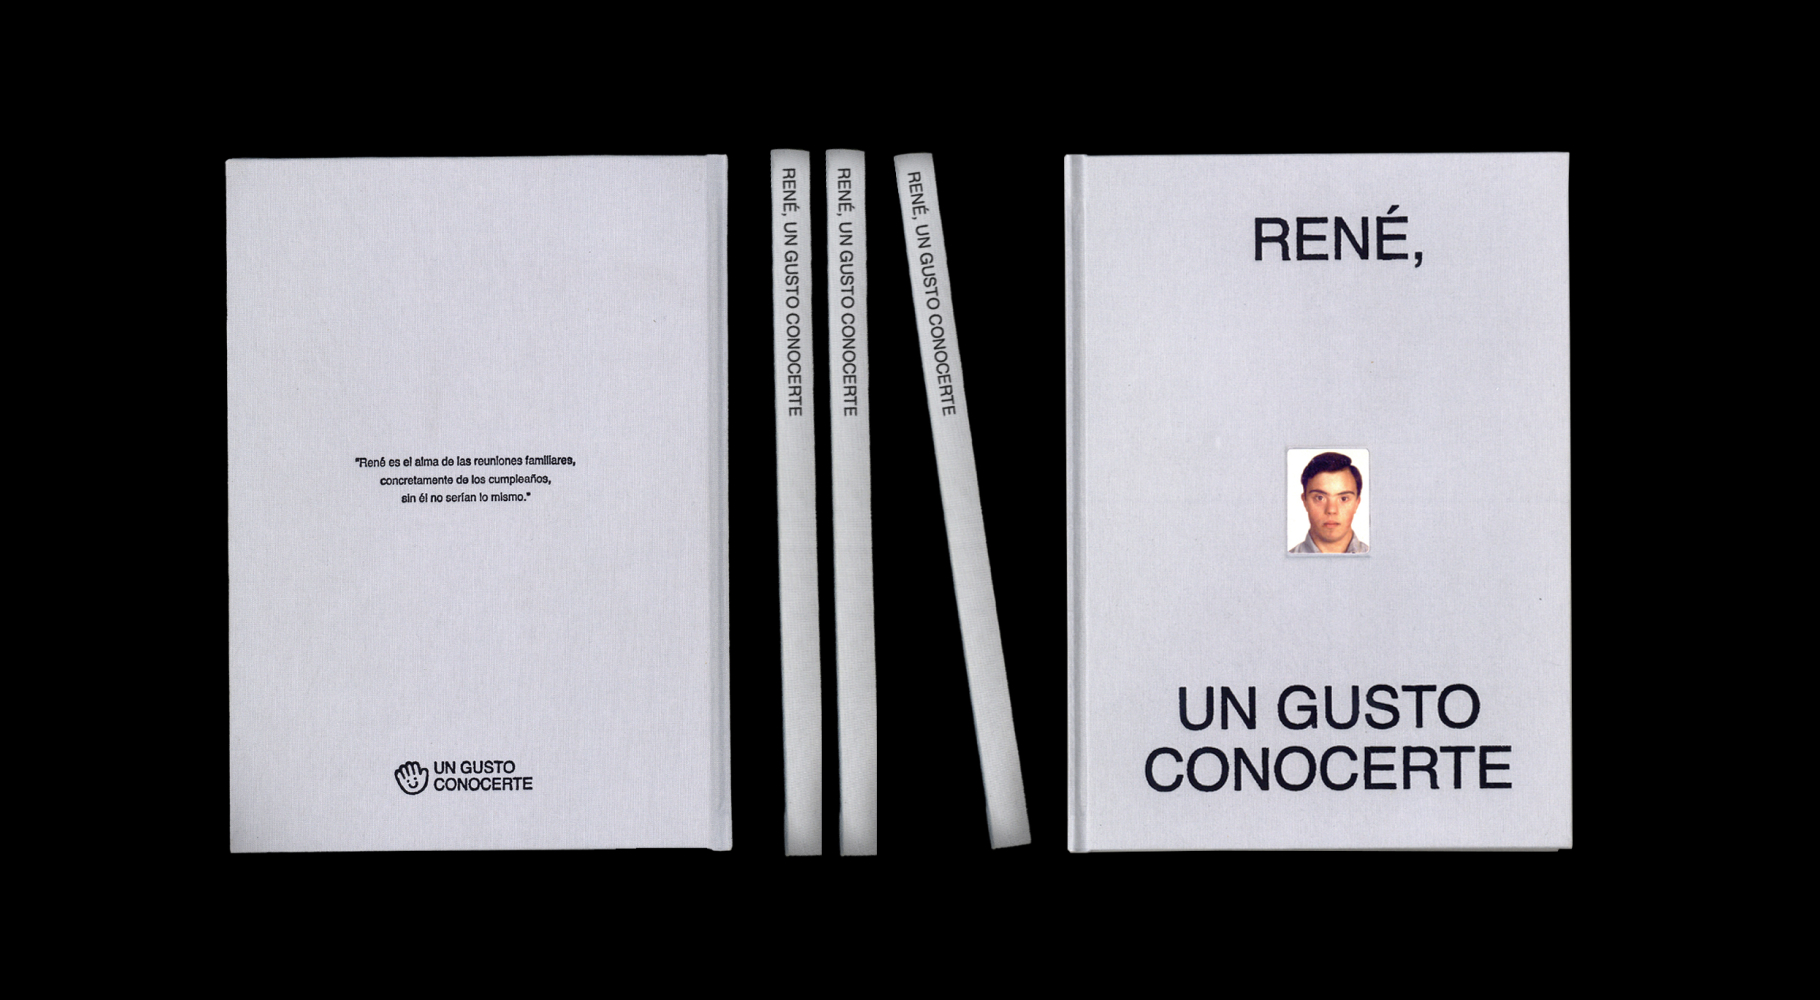 "René es el alma de las reuniones familiares,
concretamente de los cumpleaños,
sin él no serían lo mismo."
UN GUSTO
CONOCERTE
RENÉ, UN GUSTO CONOCERTE
RENÉ, UN GUSTO CONOCERTE
RENÉ, UN GUSTO CONOCERTE
RENÉ,
UN GUSTO
CONOCERTE